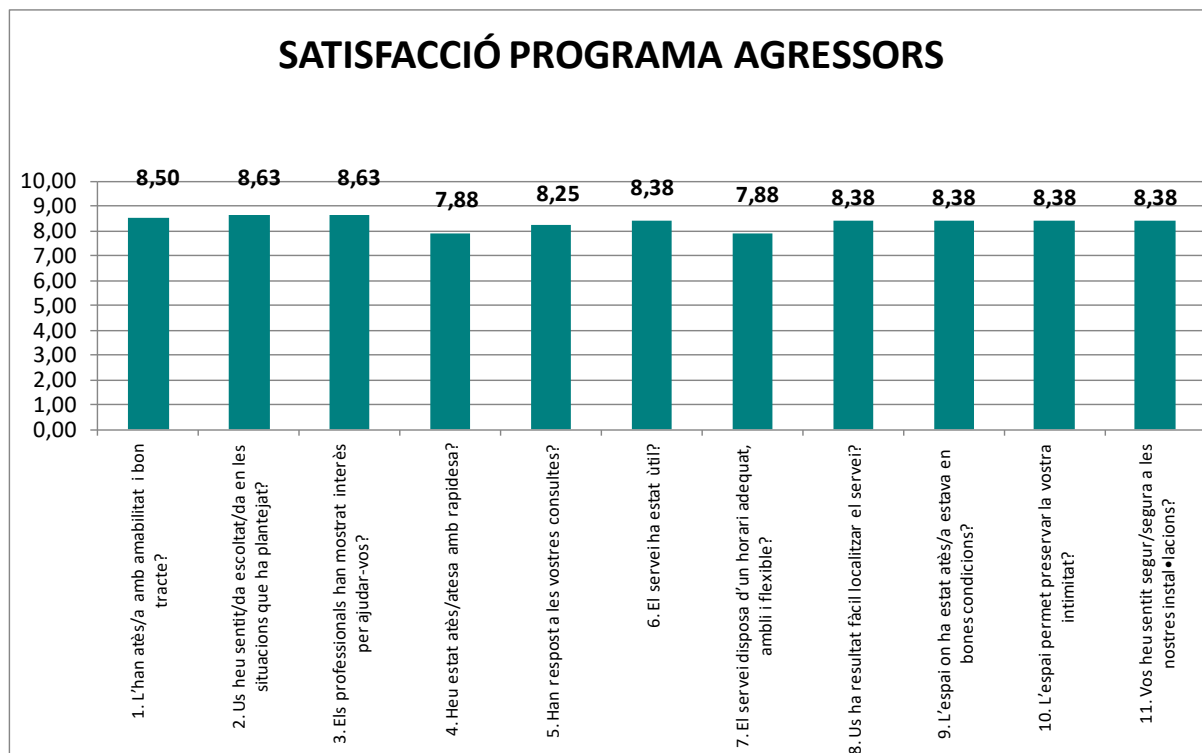 SATISFACCIÓ PROGRAMA AGRESSORS
8,50
8,63
8,63
7,88
8,25
8,38
7,88
8,38
8,38
8,38
8,38
10,00
9,00
8,00
7,00
6,00
5,00
4,00
3,00
2,00
1,00
0,00
1. L'han atès/a amb amabilitat i bon
tracte?
2. Us heu sentit/da escoltat/da en les
situacions que ha plantejat?
3. Els professionals han mostrat interès
per ajudar-vos?
4. Heu estat atès/atesa amb rapidesa?
5. Han respost a les vostres consultes?
6. El servei ha estat ùtil?
7. El servei disposa d'un horari adequat,
ambli i flexible?
8. Us ha resultat fàcil localitzar el servei?
9. L'espai on ha estat atès/a estava en
bones condicions?
10. L'espai permet preservar la vostra
intimitat?
11. Vos heu sentit segur/segura a les
nostres instal•lacions?